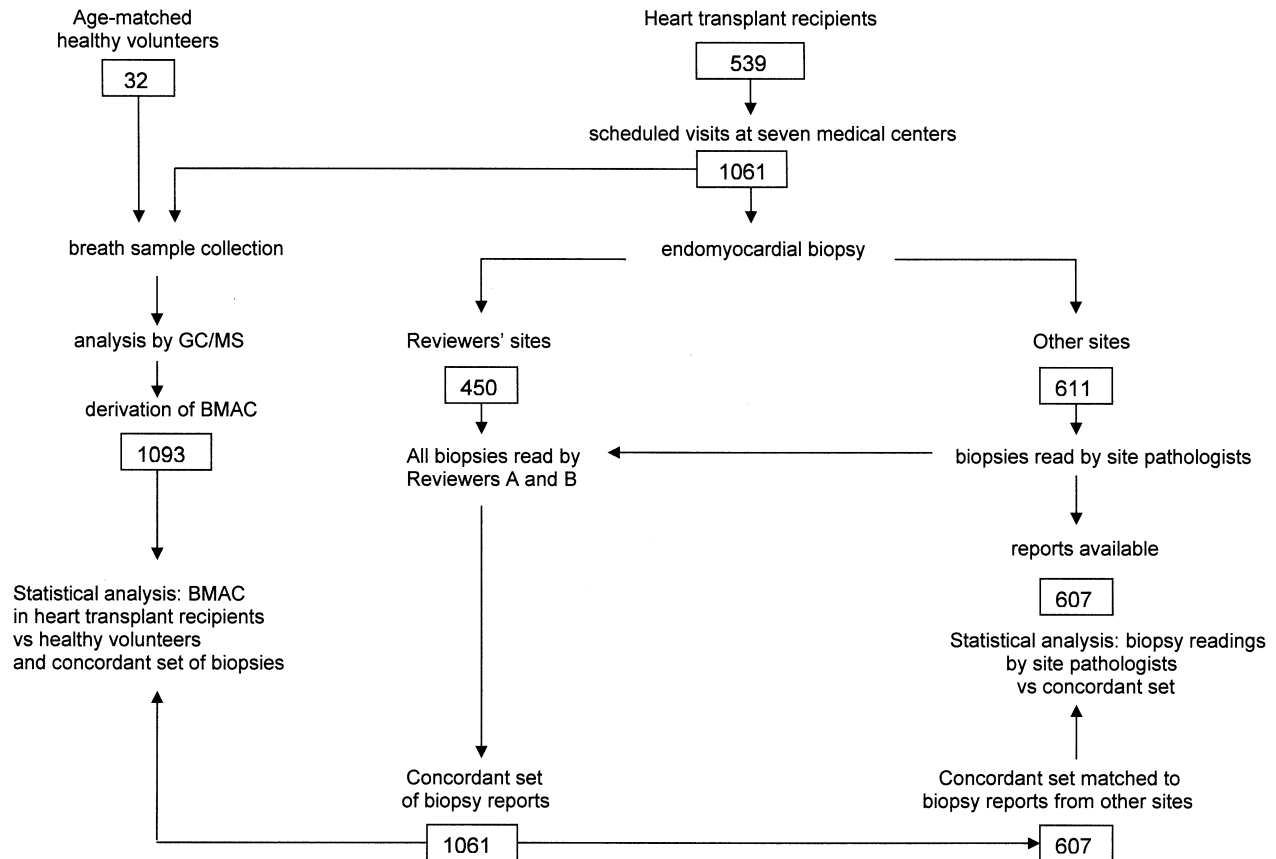 Age-matched
healthy volunteers
32
Heart transplant recipients
539
scheduled visits at seven medical centers
1061
breath sample collection
endomyocardial biopsy
analysis by GC/MS
Reviewers' sites
Other sites
450
611
derivation of BMAC
1093
All biopsies read by
Reviewers A and B
biopsies read by site pathologists
reports available
607
Statistical analysis: BMAC
in heart transplant recipients
vs healthy volunteers
and concordant set of biopsies
Statistical analysis: biopsy readings
by site pathologists
vs concordant set
Concordant set
of biopsy reports
1061
Concordant set matched to
biopsy reports from other sites
607